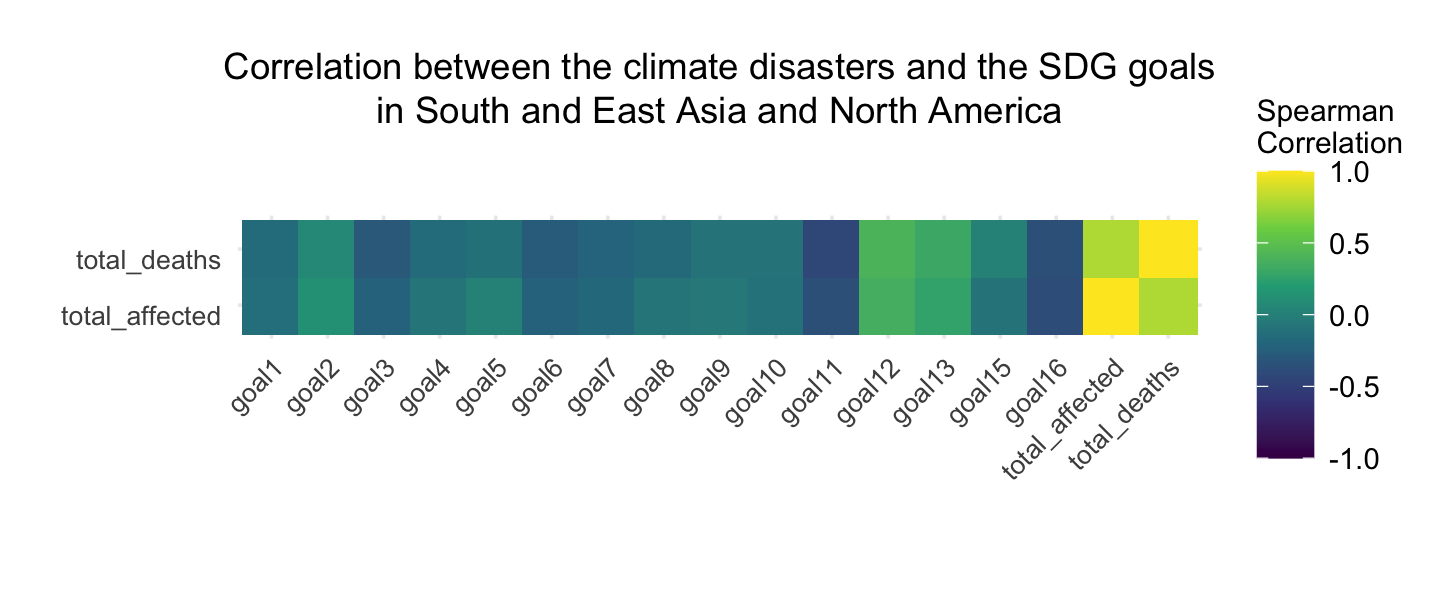 Correlation between the climate disasters and the SDG goals
in South and East Asia and North America
Spearman
Correlation
1.0
0.5
0.0
-0.5
-1.0
total_deaths
total_affected
goal1
goal2
goal3
goal4
goal5
goal6
goal7
goal8
goal9
goal10
goal11
goal12
goal13
goal15
goal16
total_affected
total_deaths